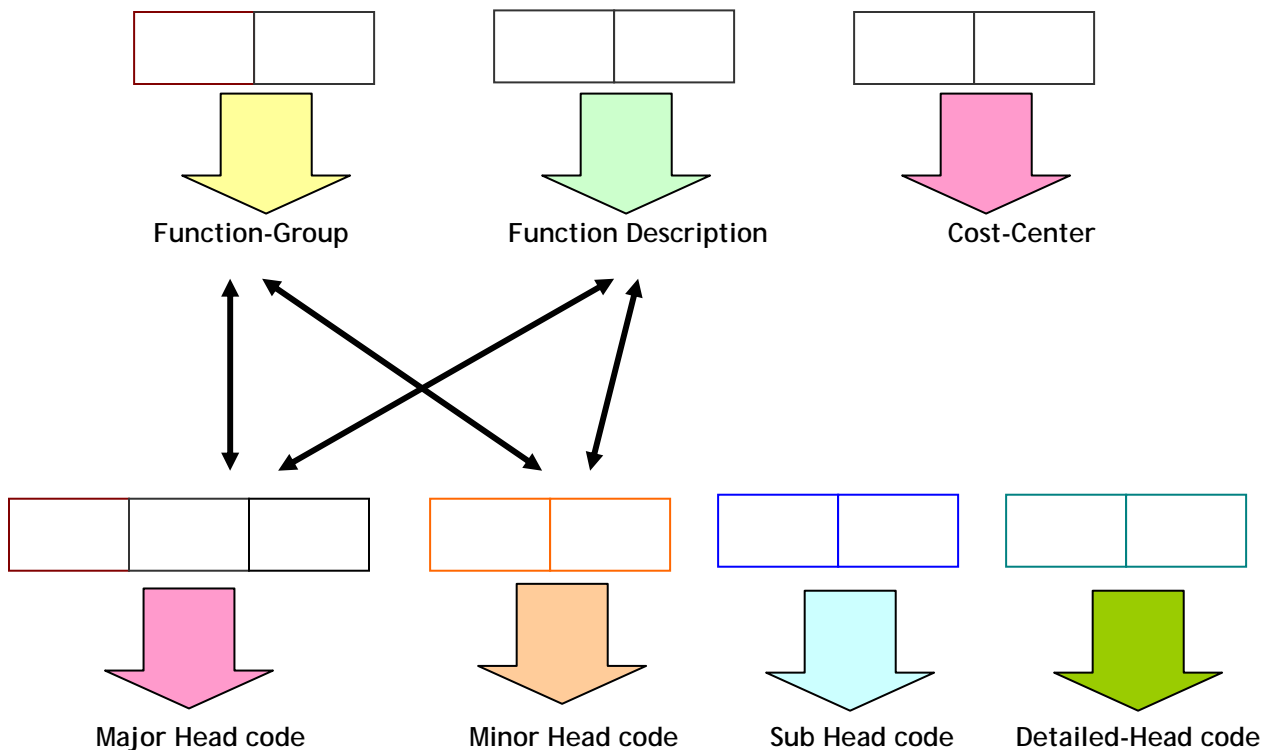 Function-Group
Function Description
Cost-Center
Major Head code
Minor Head code
Sub Head code
Detailed-Head code